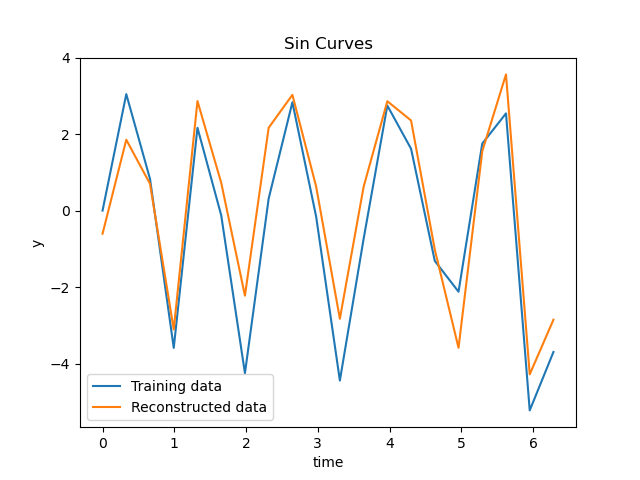 Sin Curves
4
2
0
−2
−4
y
Training data
Reconstructed data
0 1 2 3 4 5 6
time